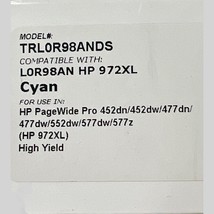 MODEL#:
TRL0R98ANDS
COMPATIBLE WITH:
L0R98AN HP 972XL
Cyan
FOR USE IN:
HP PageWide Pro 452dn/452dw/477dn/
477dw/552dw/577dw/577z
(HP 972XL)
High Yield